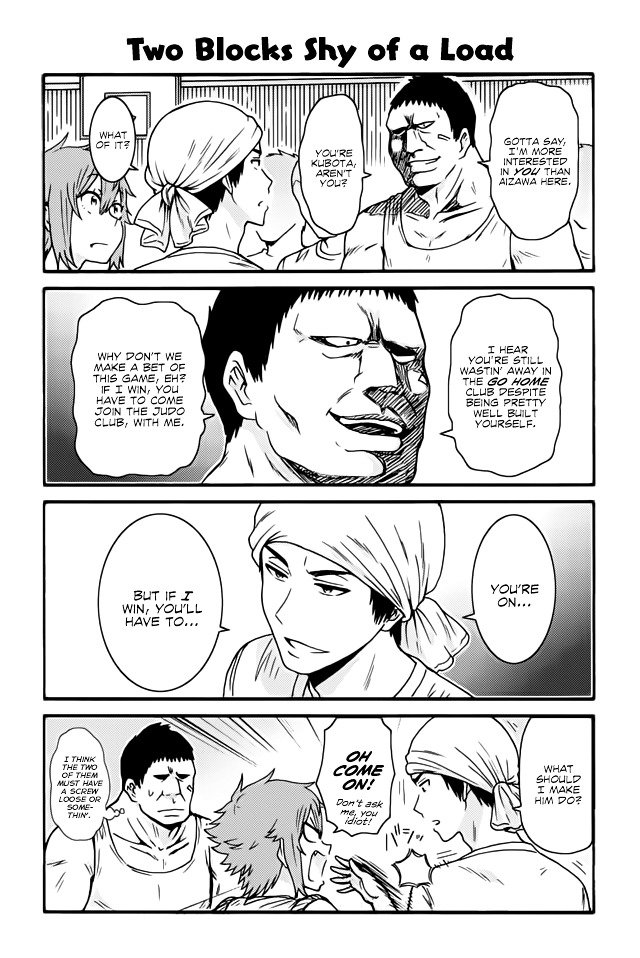 Two Blocks Shy of a Load
GOTTA SAY,
I'M MORE
INTERESTED
IN YOU THAN
AIZAWA HERE.
YOU'RE
KUBOTA,
AREN'T
YOU?
WHAT
OF IT?
I HEAR
YOU'RE STILL
WASTIN' AWAY
IN THE
GO HOME
CLUB DESPITE
BEING PRETTY
WELL BUILT
YOURSELF.
WHY DON'T WE
MAKE A BET OF
THIS GAME, EH?
IF I WIN, YOU
HAVE TO COME
JOIN THE JUDO
CLUB, WITH ME.
YOU'RE
ON...
BUT IF I
WIN, YOU'LL
HAVE TO...
WHAT
SHOULD
I MAKE
HIM DO?
OH
COME
ON!
Don't ask
me, you
idiot!
I THINK
THE TWO
OF THEM
MUST HAVE
A SCREW
LOOSE OR
SOME-
THIN'.